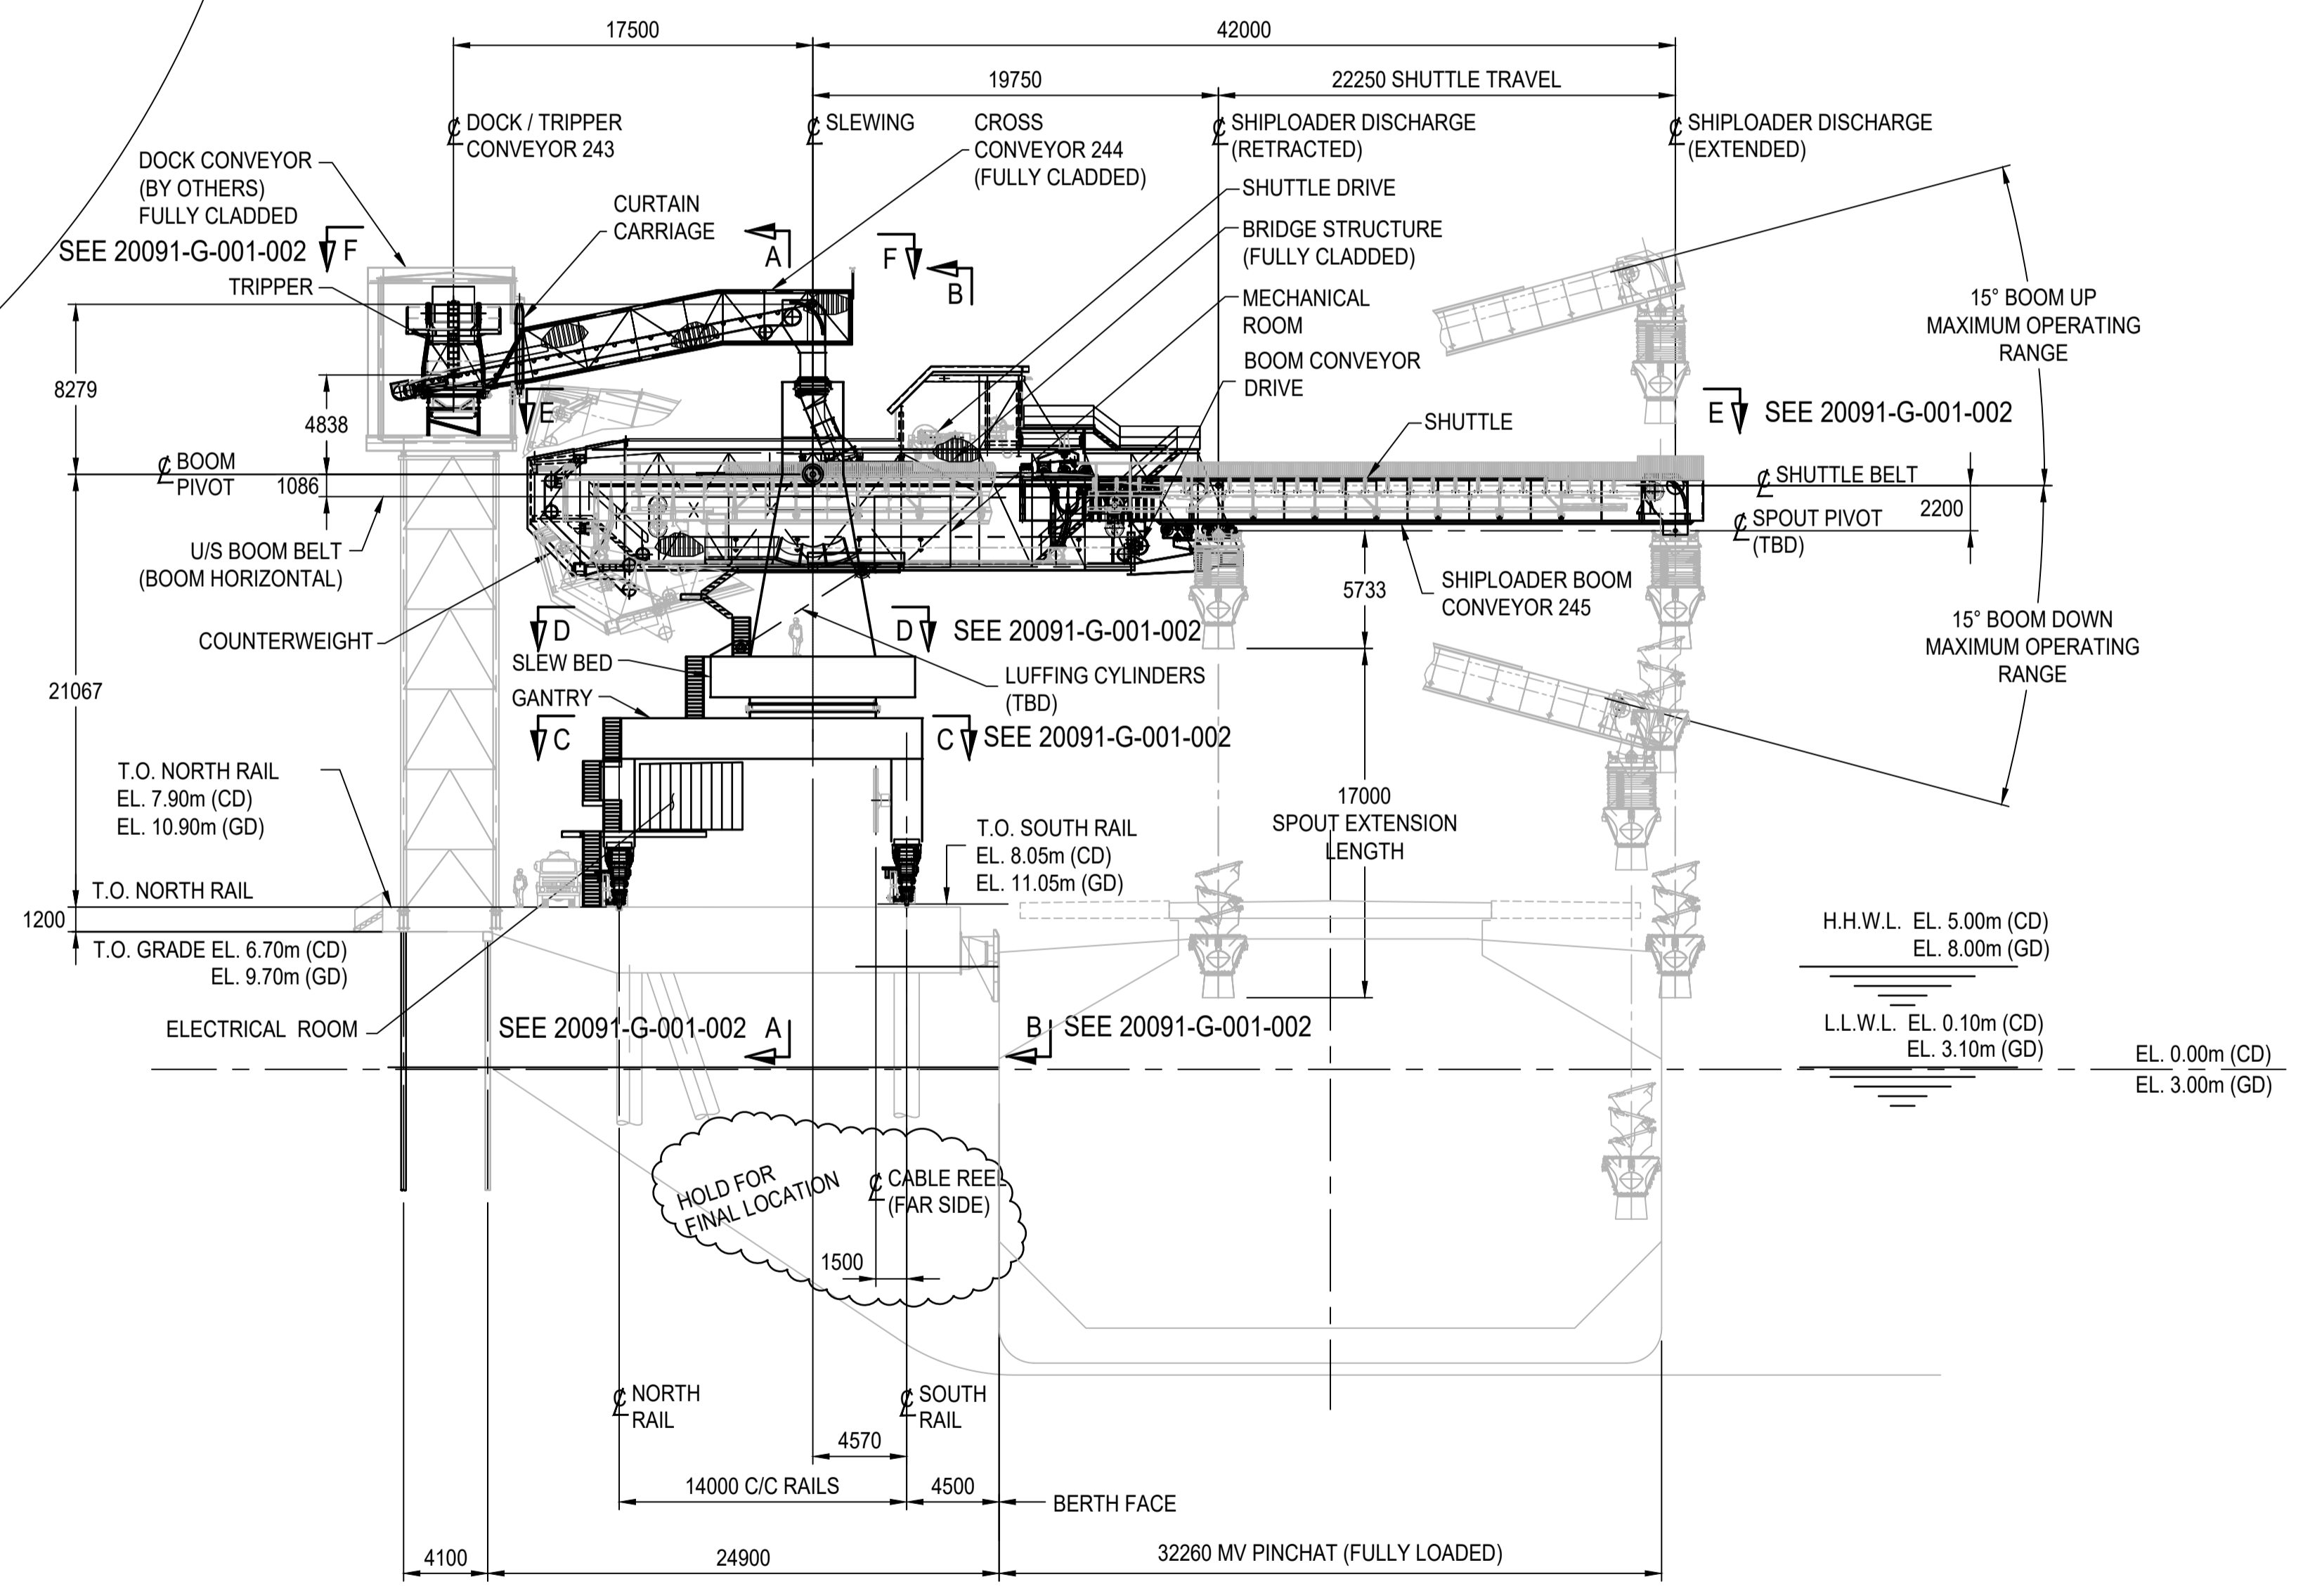 17500
42000
19750
22250 SHUTTLE TRAVEL
℄ DOCK / TRIPPER
CONVEYOR 243
℄ SLEWING
CROSS
CONVEYOR 244
(FULLY CLADDED)
℄ SHIPLOADER DISCHARGE
(RETRACTED)
℄ SHIPLOADER DISCHARGE
(EXTENDED)
DOCK CONVEYOR
(BY OTHERS)
FULLY CLADDED
SEE 20091-G-001-002
F
TRIPPER
CURTAIN
CARRIAGE
A
F
B
SHUTTLE DRIVE
BRIDGE STRUCTURE
(FULLY CLADDED)
MECHANICAL
ROOM
BOOM CONVEYOR
DRIVE
SHUTTLE
15° BOOM UP
MAXIMUM OPERATING
RANGE
E
E
SEE 20091-G-001-002
8279
4838
℄ BOOM
PIVOT
1086
U/S BOOM BELT
(BOOM HORIZONTAL)
℄ SHUTTLE BELT
2200
℄ SPOUT PIVOT
(TBD)
5733
SHIPLOADER BOOM
CONVEYOR 245
COUNTERWEIGHT
D
D
SEE 20091-G-001-002
15° BOOM DOWN
MAXIMUM OPERATING
RANGE
SLEW BED
GANTRY
LUFFING CYLINDERS
(TBD)
21067
C
C
SEE 20091-G-001-002
T.O. NORTH RAIL
EL. 7.90m (CD)
EL. 10.90m (GD)
17000
SPOUT EXTENSION
LENGTH
T.O. SOUTH RAIL
EL. 8.05m (CD)
EL. 11.05m (GD)
T.O. NORTH RAIL
1200
T.O. GRADE EL. 6.70m (CD)
EL. 9.70m (GD)
H.H.W.L. EL. 5.00m (CD)
EL. 8.00m (GD)
ELECTRICAL ROOM
SEE 20091-G-001-002
A
B
SEE 20091-G-001-002
L.L.W.L. EL. 0.10m (CD)
EL. 3.10m (GD)
EL. 0.00m (CD)
EL. 3.00m (GD)
HOLD FOR
FINAL LOCATION
℄ CABLE REEL
(FAR SIDE)
1500
℄ NORTH
RAIL
℄ SOUTH
RAIL
4570
14000 C/C RAILS
4500
BERTH FACE
4100
24900
32260 MV PINCHAT (FULLY LOADED)